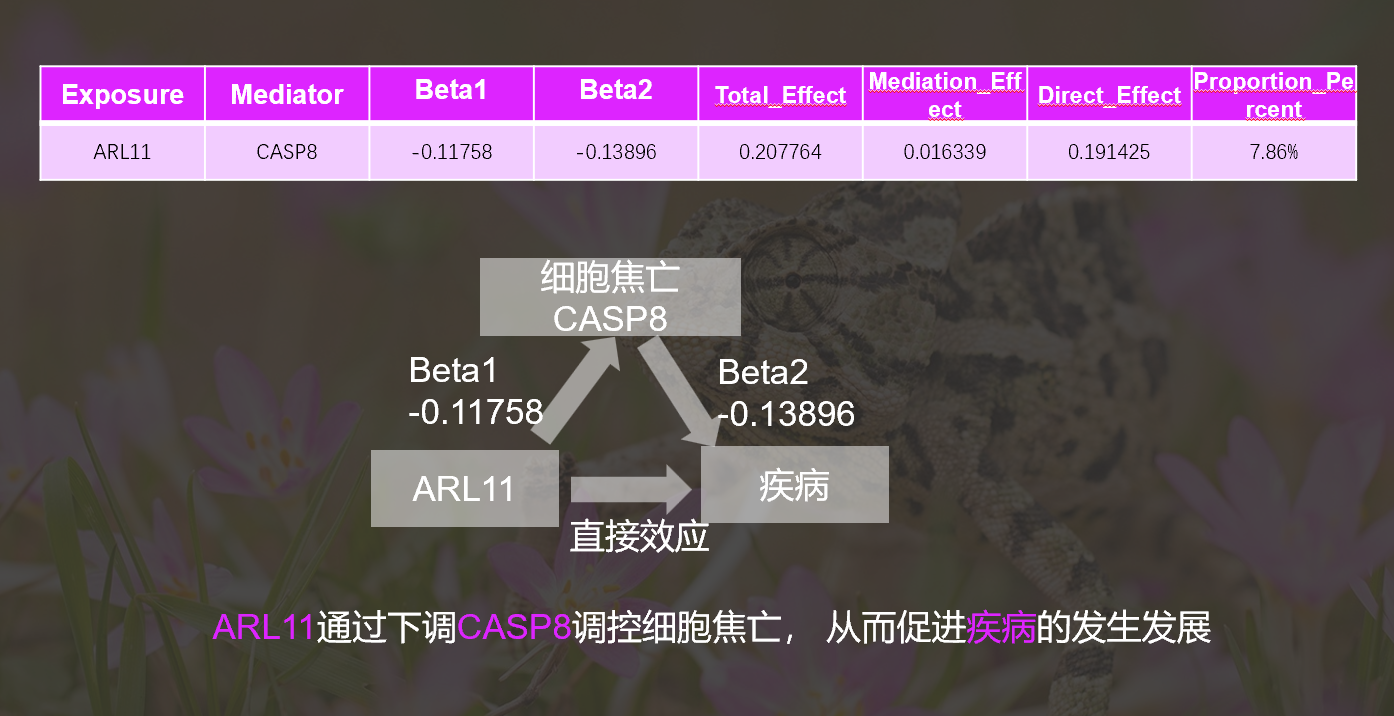 Exposure Mediator Beta1 Beta2 Total_Effect Mediation_Eff
ect Direct_Effect Proportion_Pe
rcent
ARL11 CASP8 -0.11758 -0.13896 0.207764 0.016339 0.191425 7.86%
细胞焦亡
CASP8
Beta1
-0.11758
Beta2
-0.13896
ARL11
疾病
直接效应
ARL11通过下调CASP8调控细胞焦亡， 从而促进疾病的发生发展